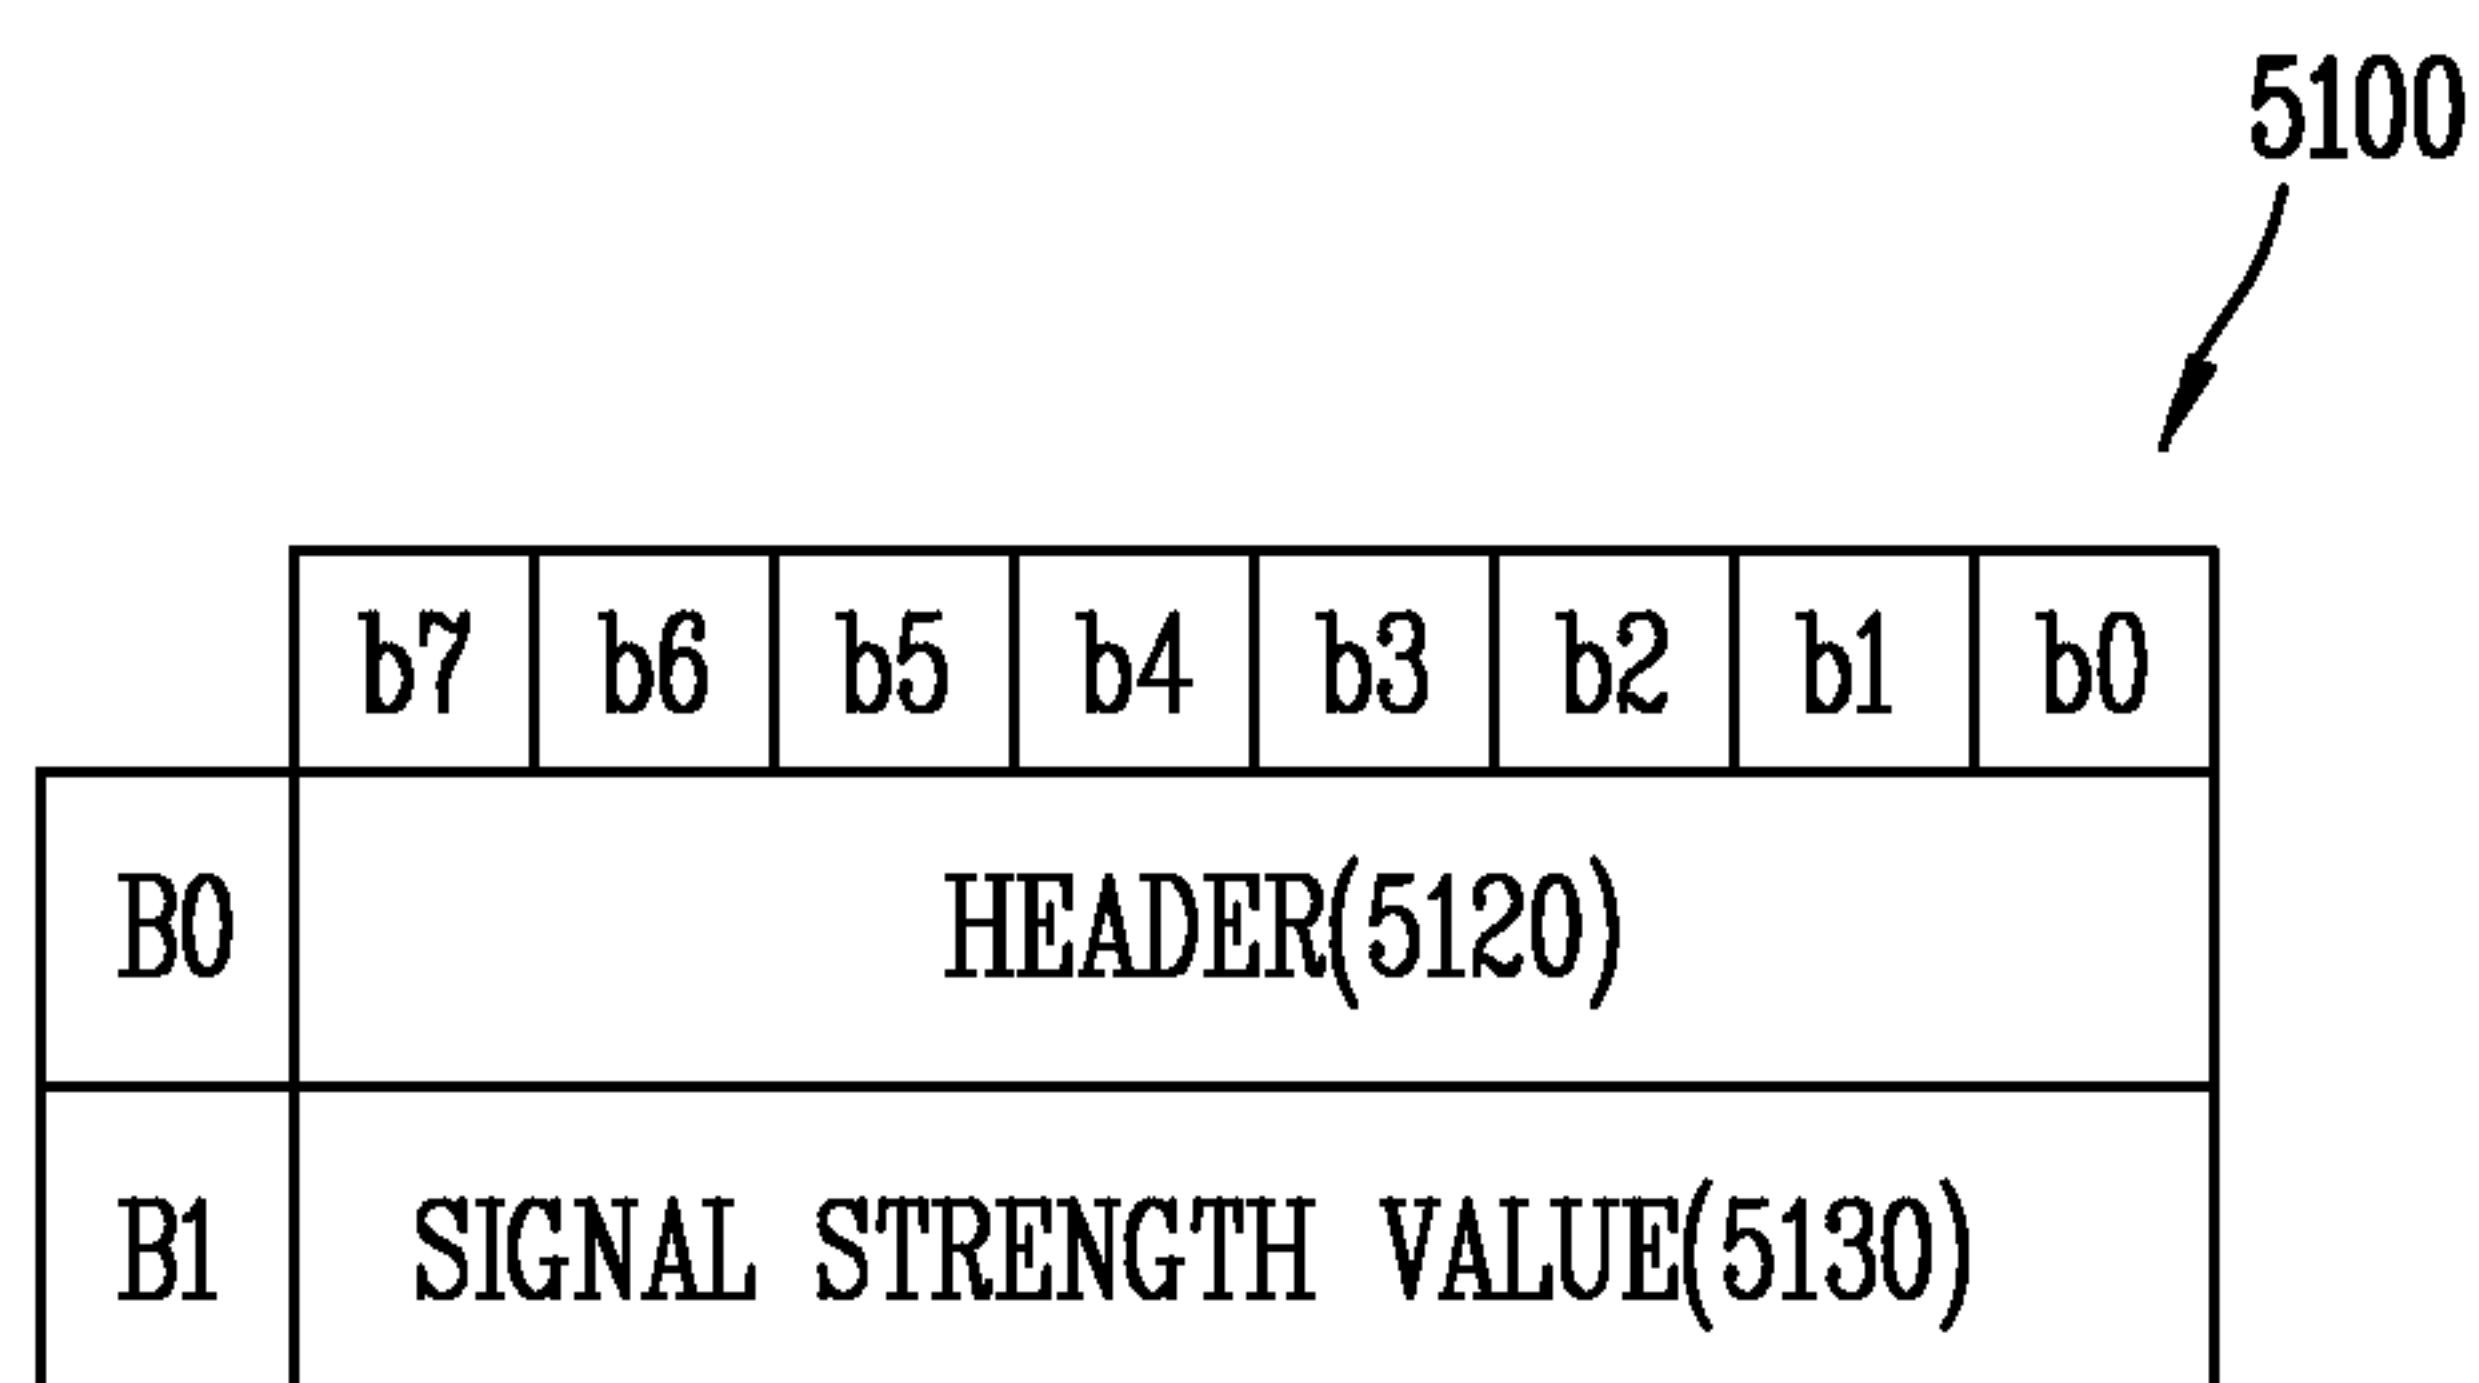 5100
b7 b6 b5 b4 b3 b2 b1 b0
B0 HEADER(5120)
B1 SIGNAL STRENGTH VALUE(5130)